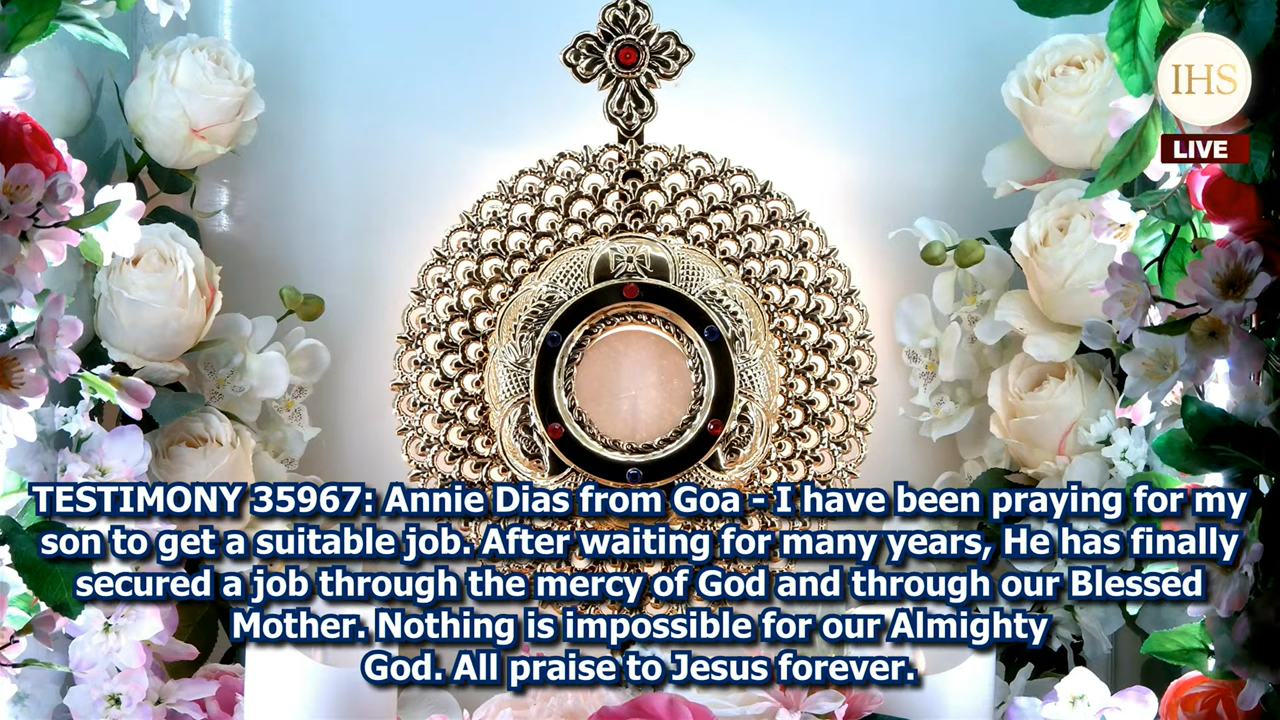 IHS
LIVE
TESTIMONY 35967: Annie Dias from Goa - I have been praying for my
son to get a suitable job. After waiting for many years, He has finally
secured a job through the mercy of God and through our Blessed
Mother. Nothing is impossible for our Almighty
God. All praise to Jesus forever.